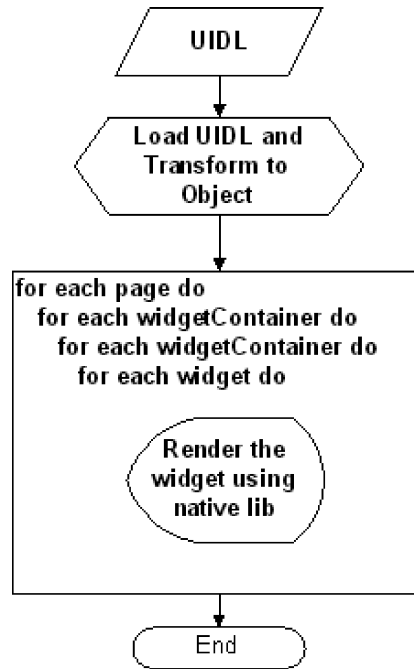 UIDL
Load UIDL and
Transform to
Object
for each page do
for each widgetContainer do
for each widgetContainer do
for each widget do
Render the
widget using
native lib
End